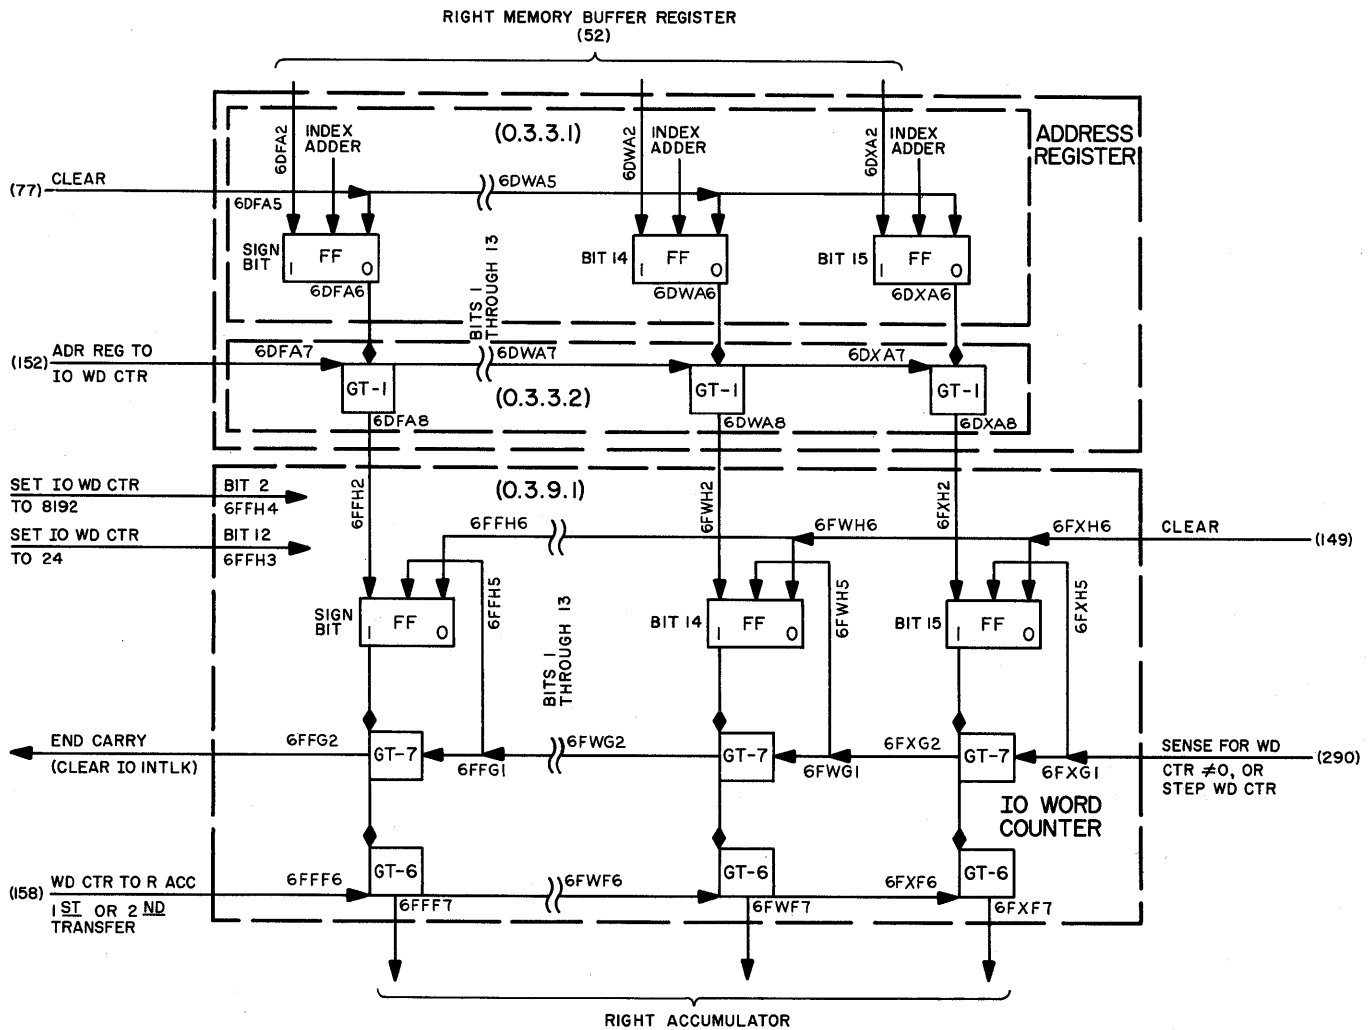 RIGHT MEMORY BUFFER REGISTER
(52)
(0.3.3.1)
ADDRESS
REGISTER
6DFA2
INDEX
ADDER
6DWA2
INDEX
ADDER
6DXA2
INDEX
ADDER
(77) CLEAR
6DFA5
6DWA5
SIGN
BIT
1 FF 0
BITS 1
THROUGH 13
BIT 14
1 FF 0
BIT 15
1 FF 0
6DFA6
6DWA6
6DXA6
(152) ADR REG TO
IO WD CTR
6DFA7
6DWA7
6DXA7
GT-1
(0.3.3.2)
GT-1
GT-1
6DFA8
6DWA8
6DXA8
SET IO WD CTR
TO 8192
BIT 2
6FFH4
(0.3.9.1)
6FFH2
6FWH2
6FXH2
SET IO WD CTR
TO 24
BIT 12
6FFH3
6FFH6
6FWH6
6FXH6
CLEAR (149)
6FFH5
6FWH5
6FXH5
SIGN
BIT
1 FF 0
BITS 1
THROUGH 13
BIT 14
1 FF 0
BIT 15
1 FF 0
END CARRY
(CLEAR IO INTLK)
6FFG2
GT-7
6FFG1
6FWG2
GT-7
6FWG1
6FXG2
GT-7
6FXG1
SENSE FOR WD
CTR ≠0, OR
STEP WD CTR
(290)
IO WORD
COUNTER
(158) WD CTR TO R ACC
1 ST OR 2 ND
TRANSFER
6FFF6
GT-6
6FFF7
6FWF6
GT-6
6FWF7
6FXF6
GT-6
6FXF7
RIGHT ACCUMULATOR